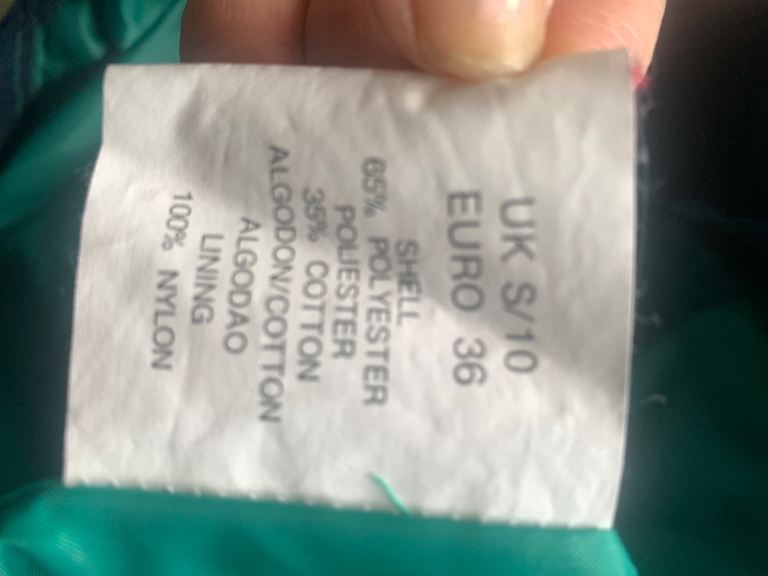 UK S/10
EURO 36
SHELL
65% POLYESTER
POLIESTER
35% COTTON
ALGODON/COTTON
ALGODAO
LINING
100% NYLON